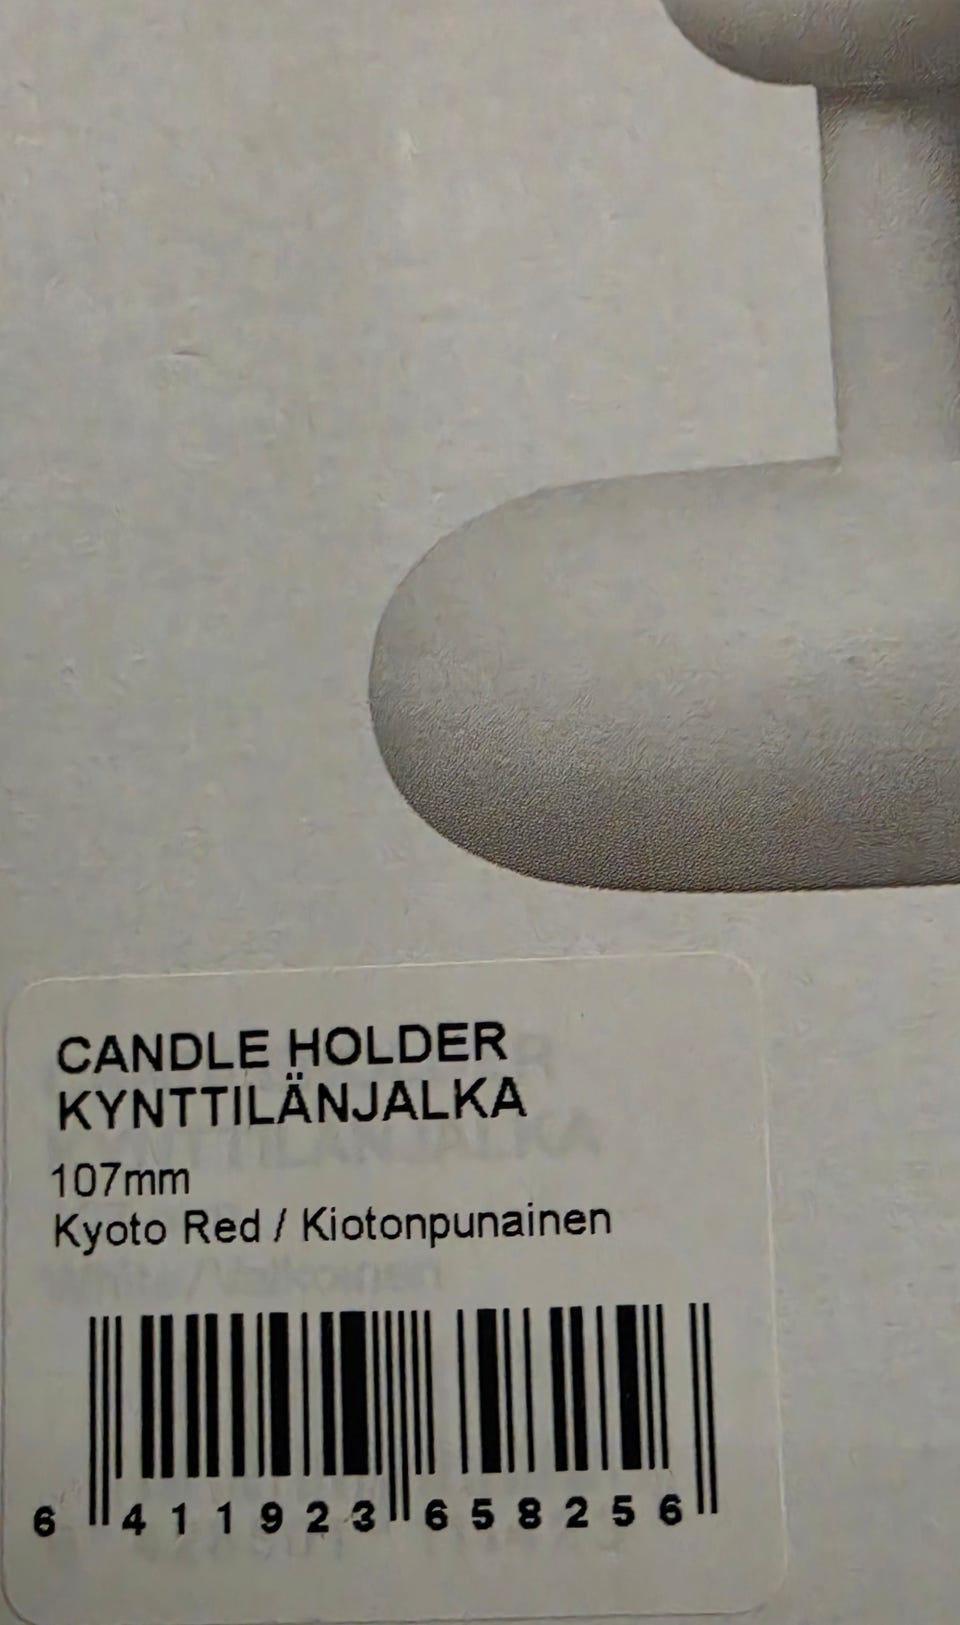 CANDLE HOLDER
KYNTTILÄNJALKA
107mm
Kyoto Red / Kiotonpunainen
6 411923 658256